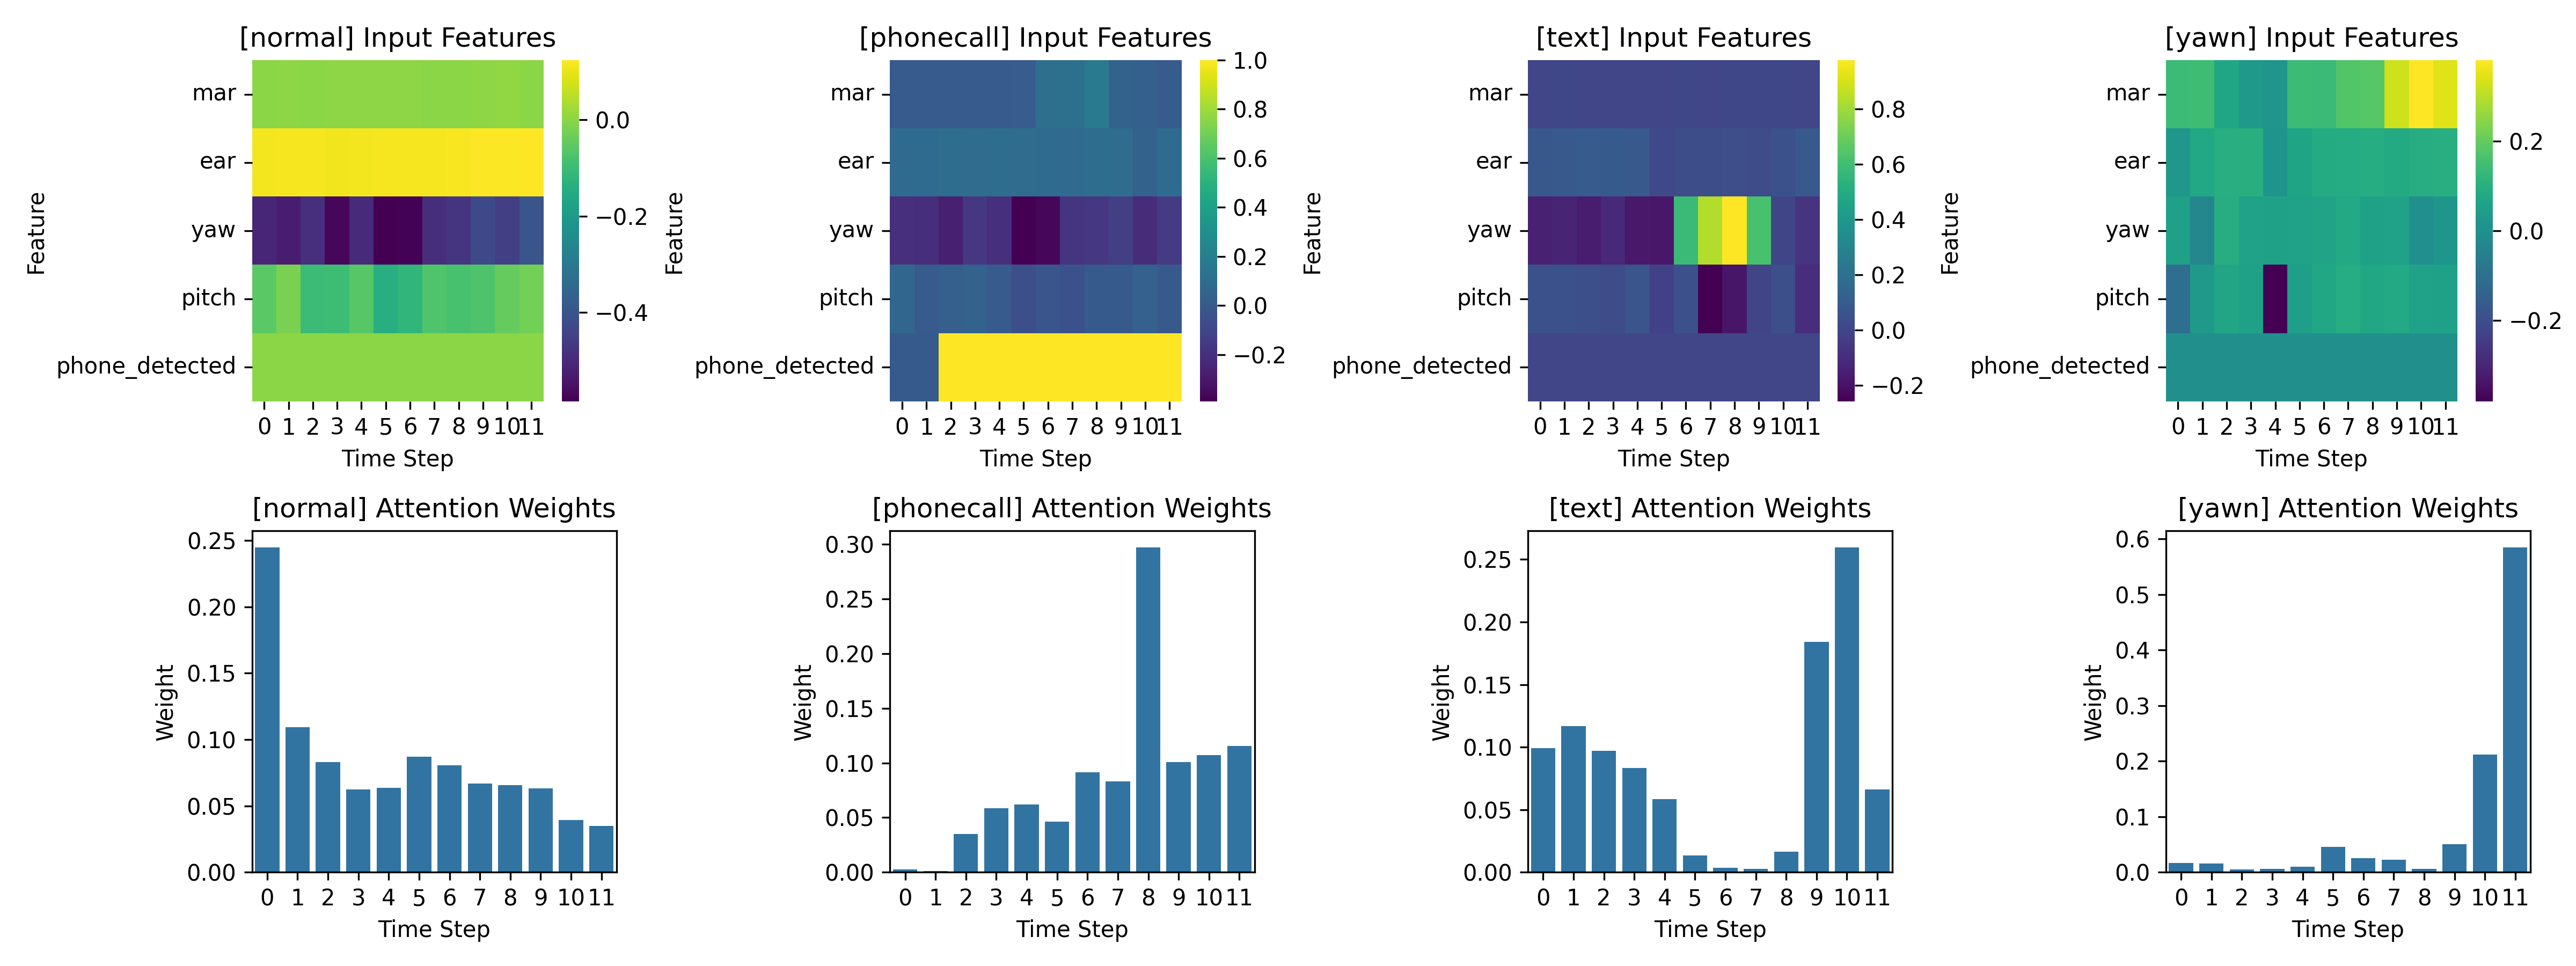 [normal] Input Features
mar
ear
yaw
pitch
phone_detected
Feature
0 1 2 3 4 5 6 7 8 9 10 11
Time Step
0.0
−0.2
−0.4
[phonecall] Input Features
mar
ear
yaw
pitch
phone_detected
Feature
0 1 2 3 4 5 6 7 8 9 10 11
Time Step
1.0
0.8
0.6
0.4
0.2
0.0
−0.2
[text] Input Features
mar
ear
yaw
pitch
phone_detected
Feature
0 1 2 3 4 5 6 7 8 9 10 11
Time Step
0.8
0.6
0.4
0.2
0.0
−0.2
[yawn] Input Features
mar
ear
yaw
pitch
phone_detected
Feature
0 1 2 3 4 5 6 7 8 9 10 11
Time Step
0.2
0.0
−0.2
[normal] Attention Weights
0.25
0.20
0.15
0.10
0.05
0.00
Weight
0 1 2 3 4 5 6 7 8 9 10 11
Time Step
[phonecall] Attention Weights
0.30
0.25
0.20
0.15
0.10
0.05
0.00
Weight
0 1 2 3 4 5 6 7 8 9 10 11
Time Step
[text] Attention Weights
0.25
0.20
0.15
0.10
0.05
0.00
Weight
0 1 2 3 4 5 6 7 8 9 10 11
Time Step
[yawn] Attention Weights
0.6
0.5
0.4
0.3
0.2
0.1
0.0
Weight
0 1 2 3 4 5 6 7 8 9 10 11
Time Step